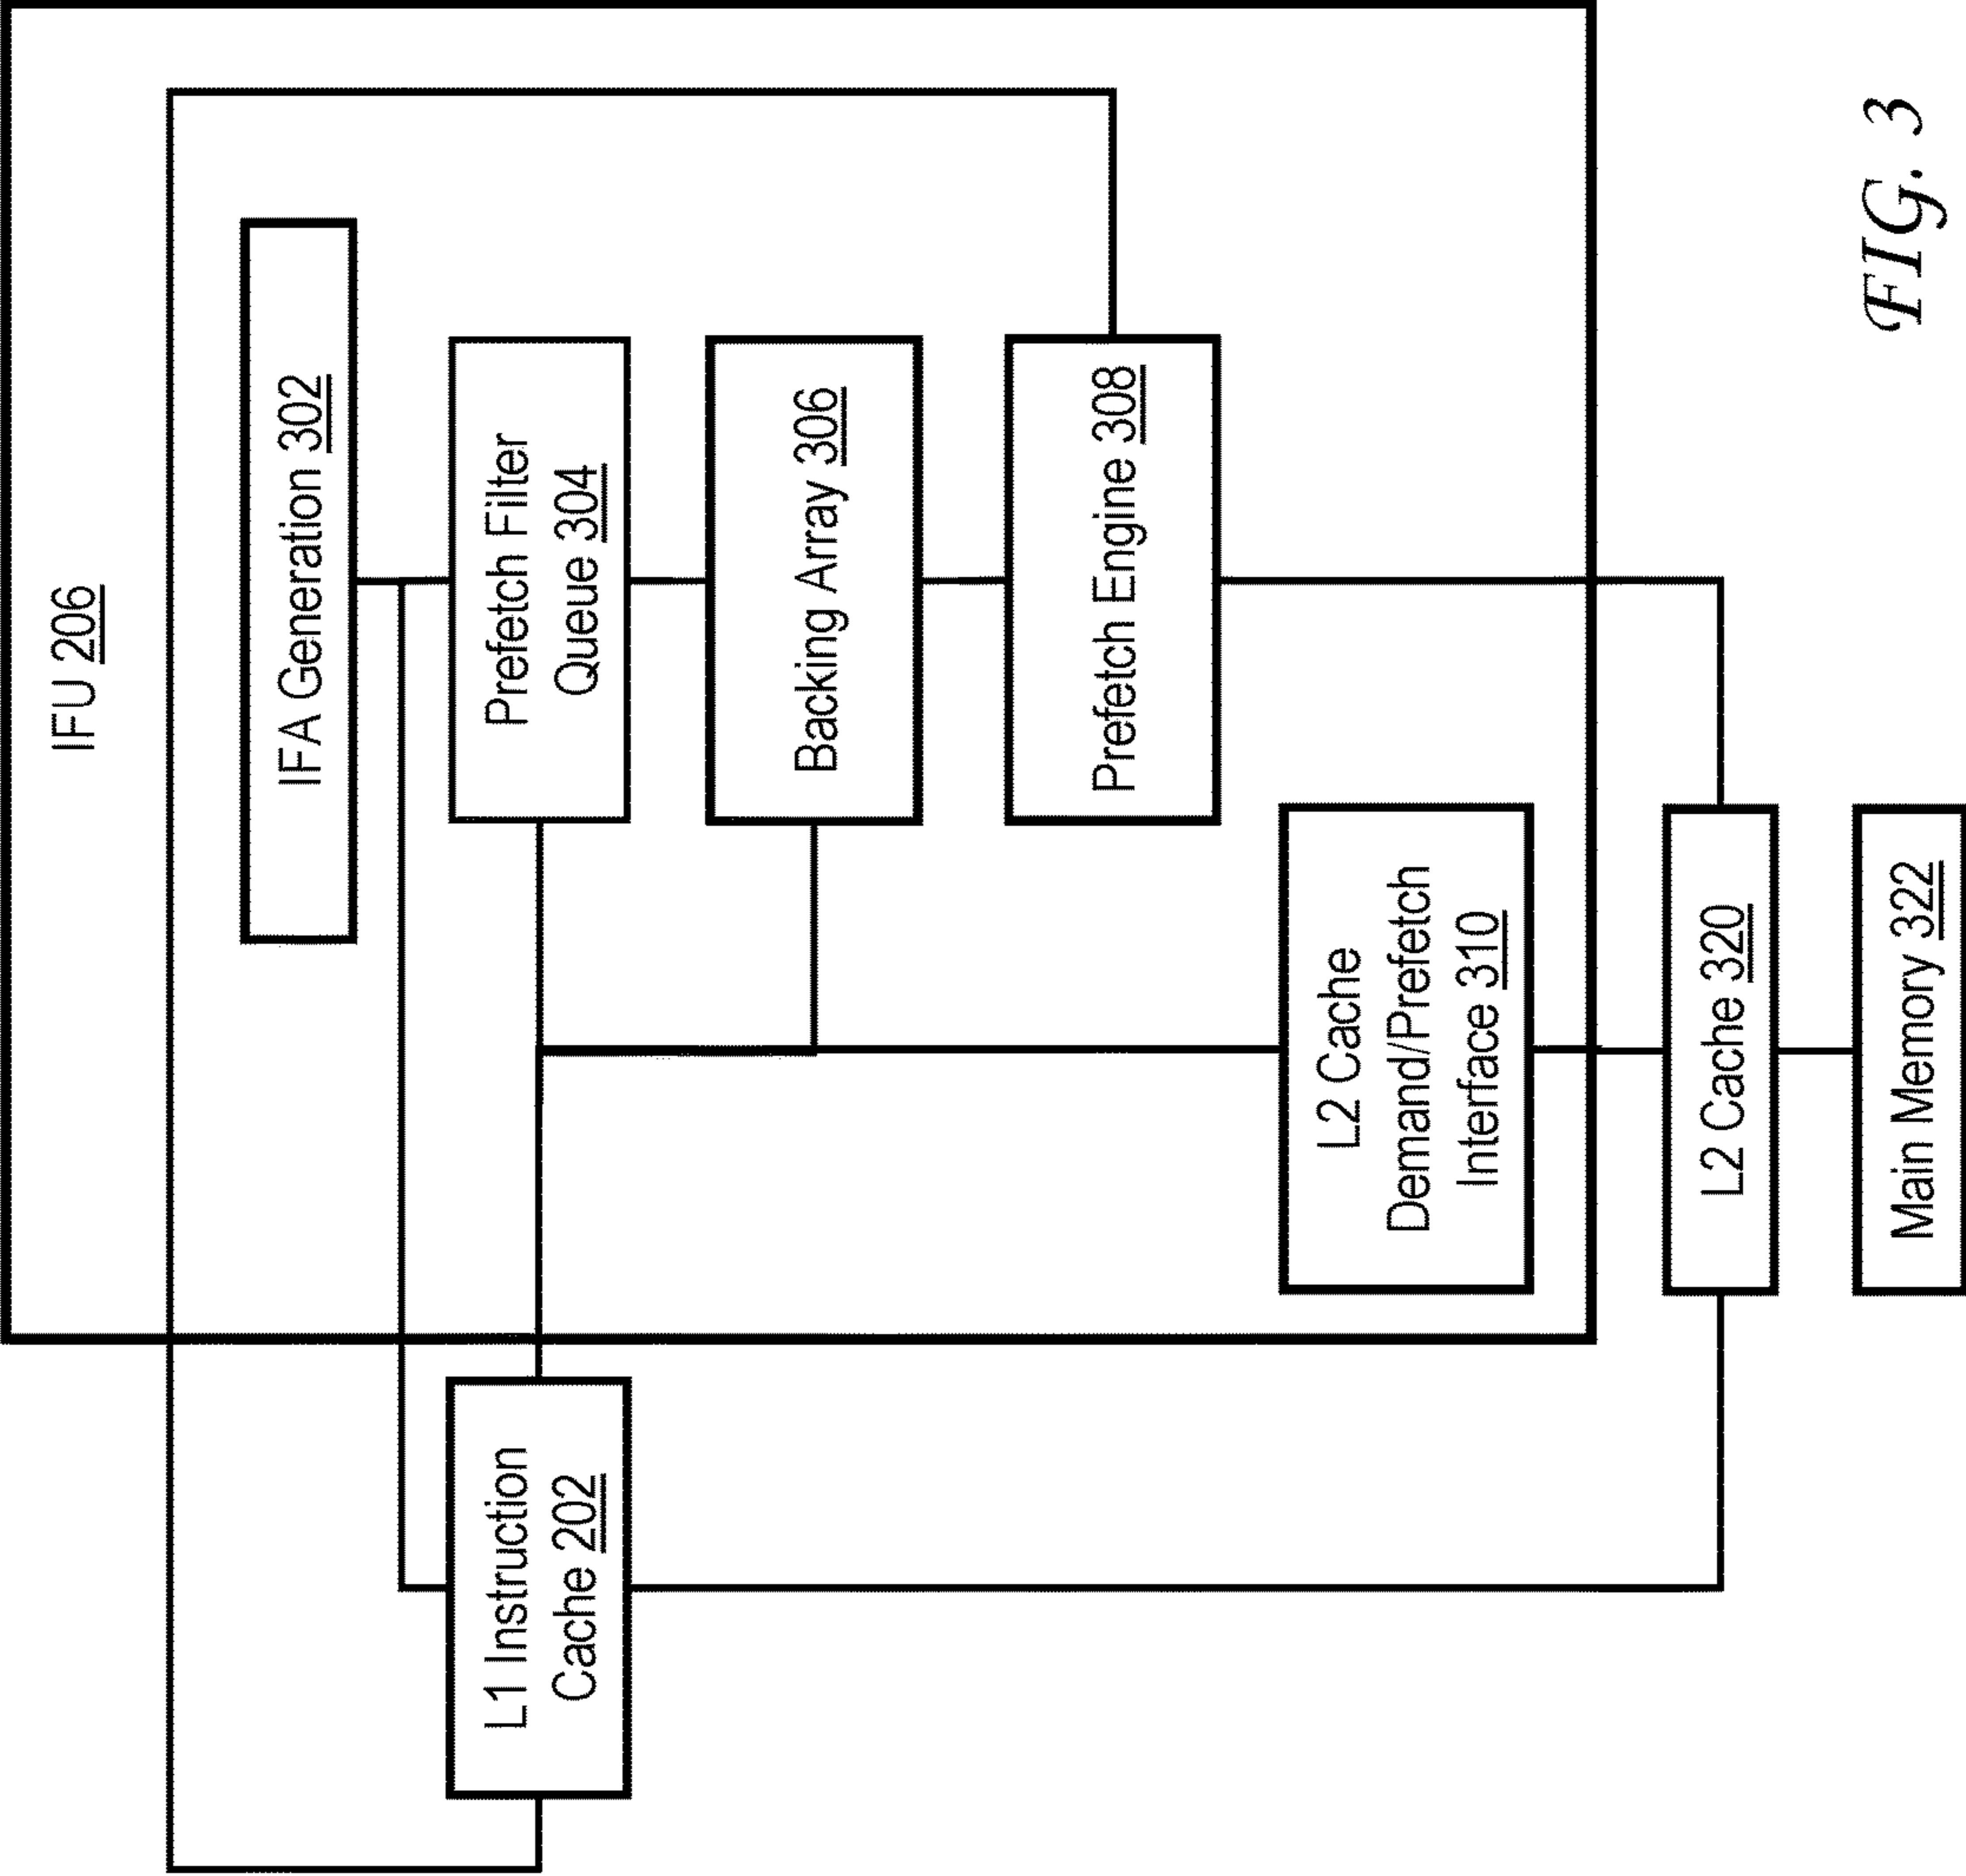 IFU 206
IFA Generation 302
L1 Instruction
Cache 202
Prefetch Filter
Queue 304
Backing Array 306
Prefetch Engine 308
L2 Cache
Demand/Prefetch
Interface 310
L2 Cache 320
Main Memory 322
FIG. 3